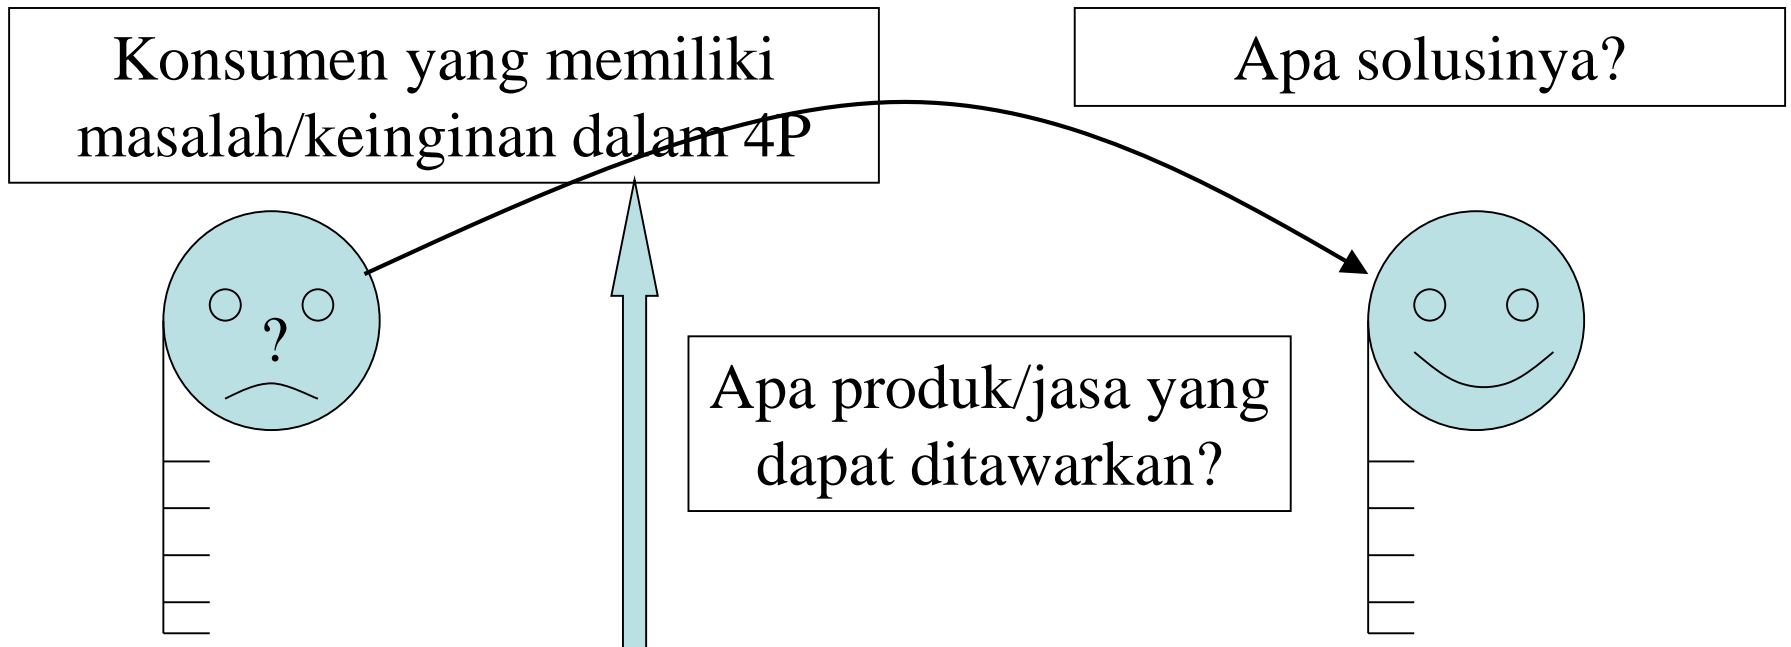 Konsumen yang memiliki
masalah/keinginan dalam 4P
Apa solusinya?
?
Apa produk/jasa yang
dapat ditawarkan?